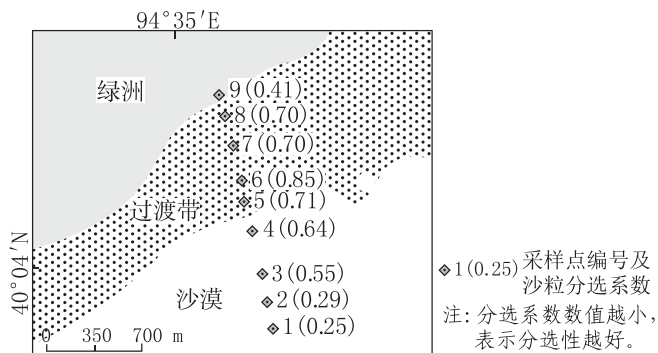 94°35′E
绿洲
9(0.41)
8(0.70)
7(0.70)
6(0.85)
5(0.71)
过渡带
4(0.64)
40°04′N
3(0.55)
沙漠
2(0.29)
1(0.25)
0 350 700 m
1(0.25) 采样点编号及
沙粒分选系数
注：分选系数数值越小，
表示分选性越好。